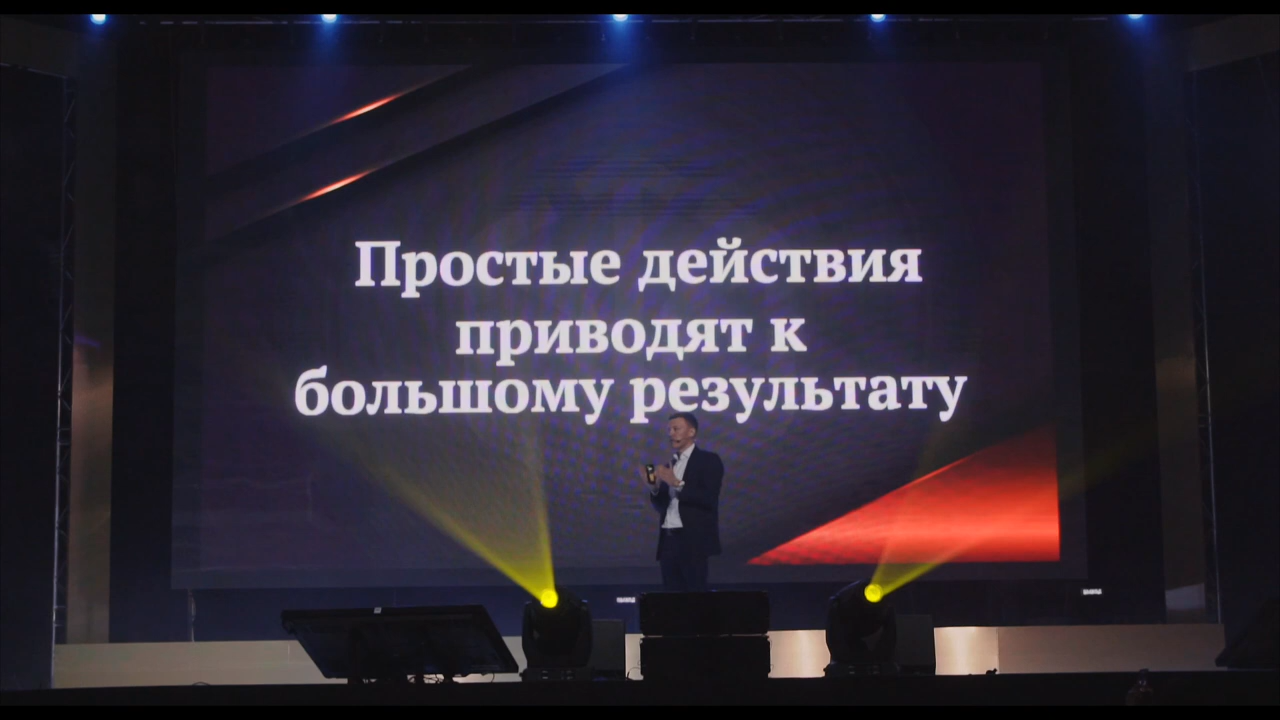 Простые действия
приводят к
большому результату